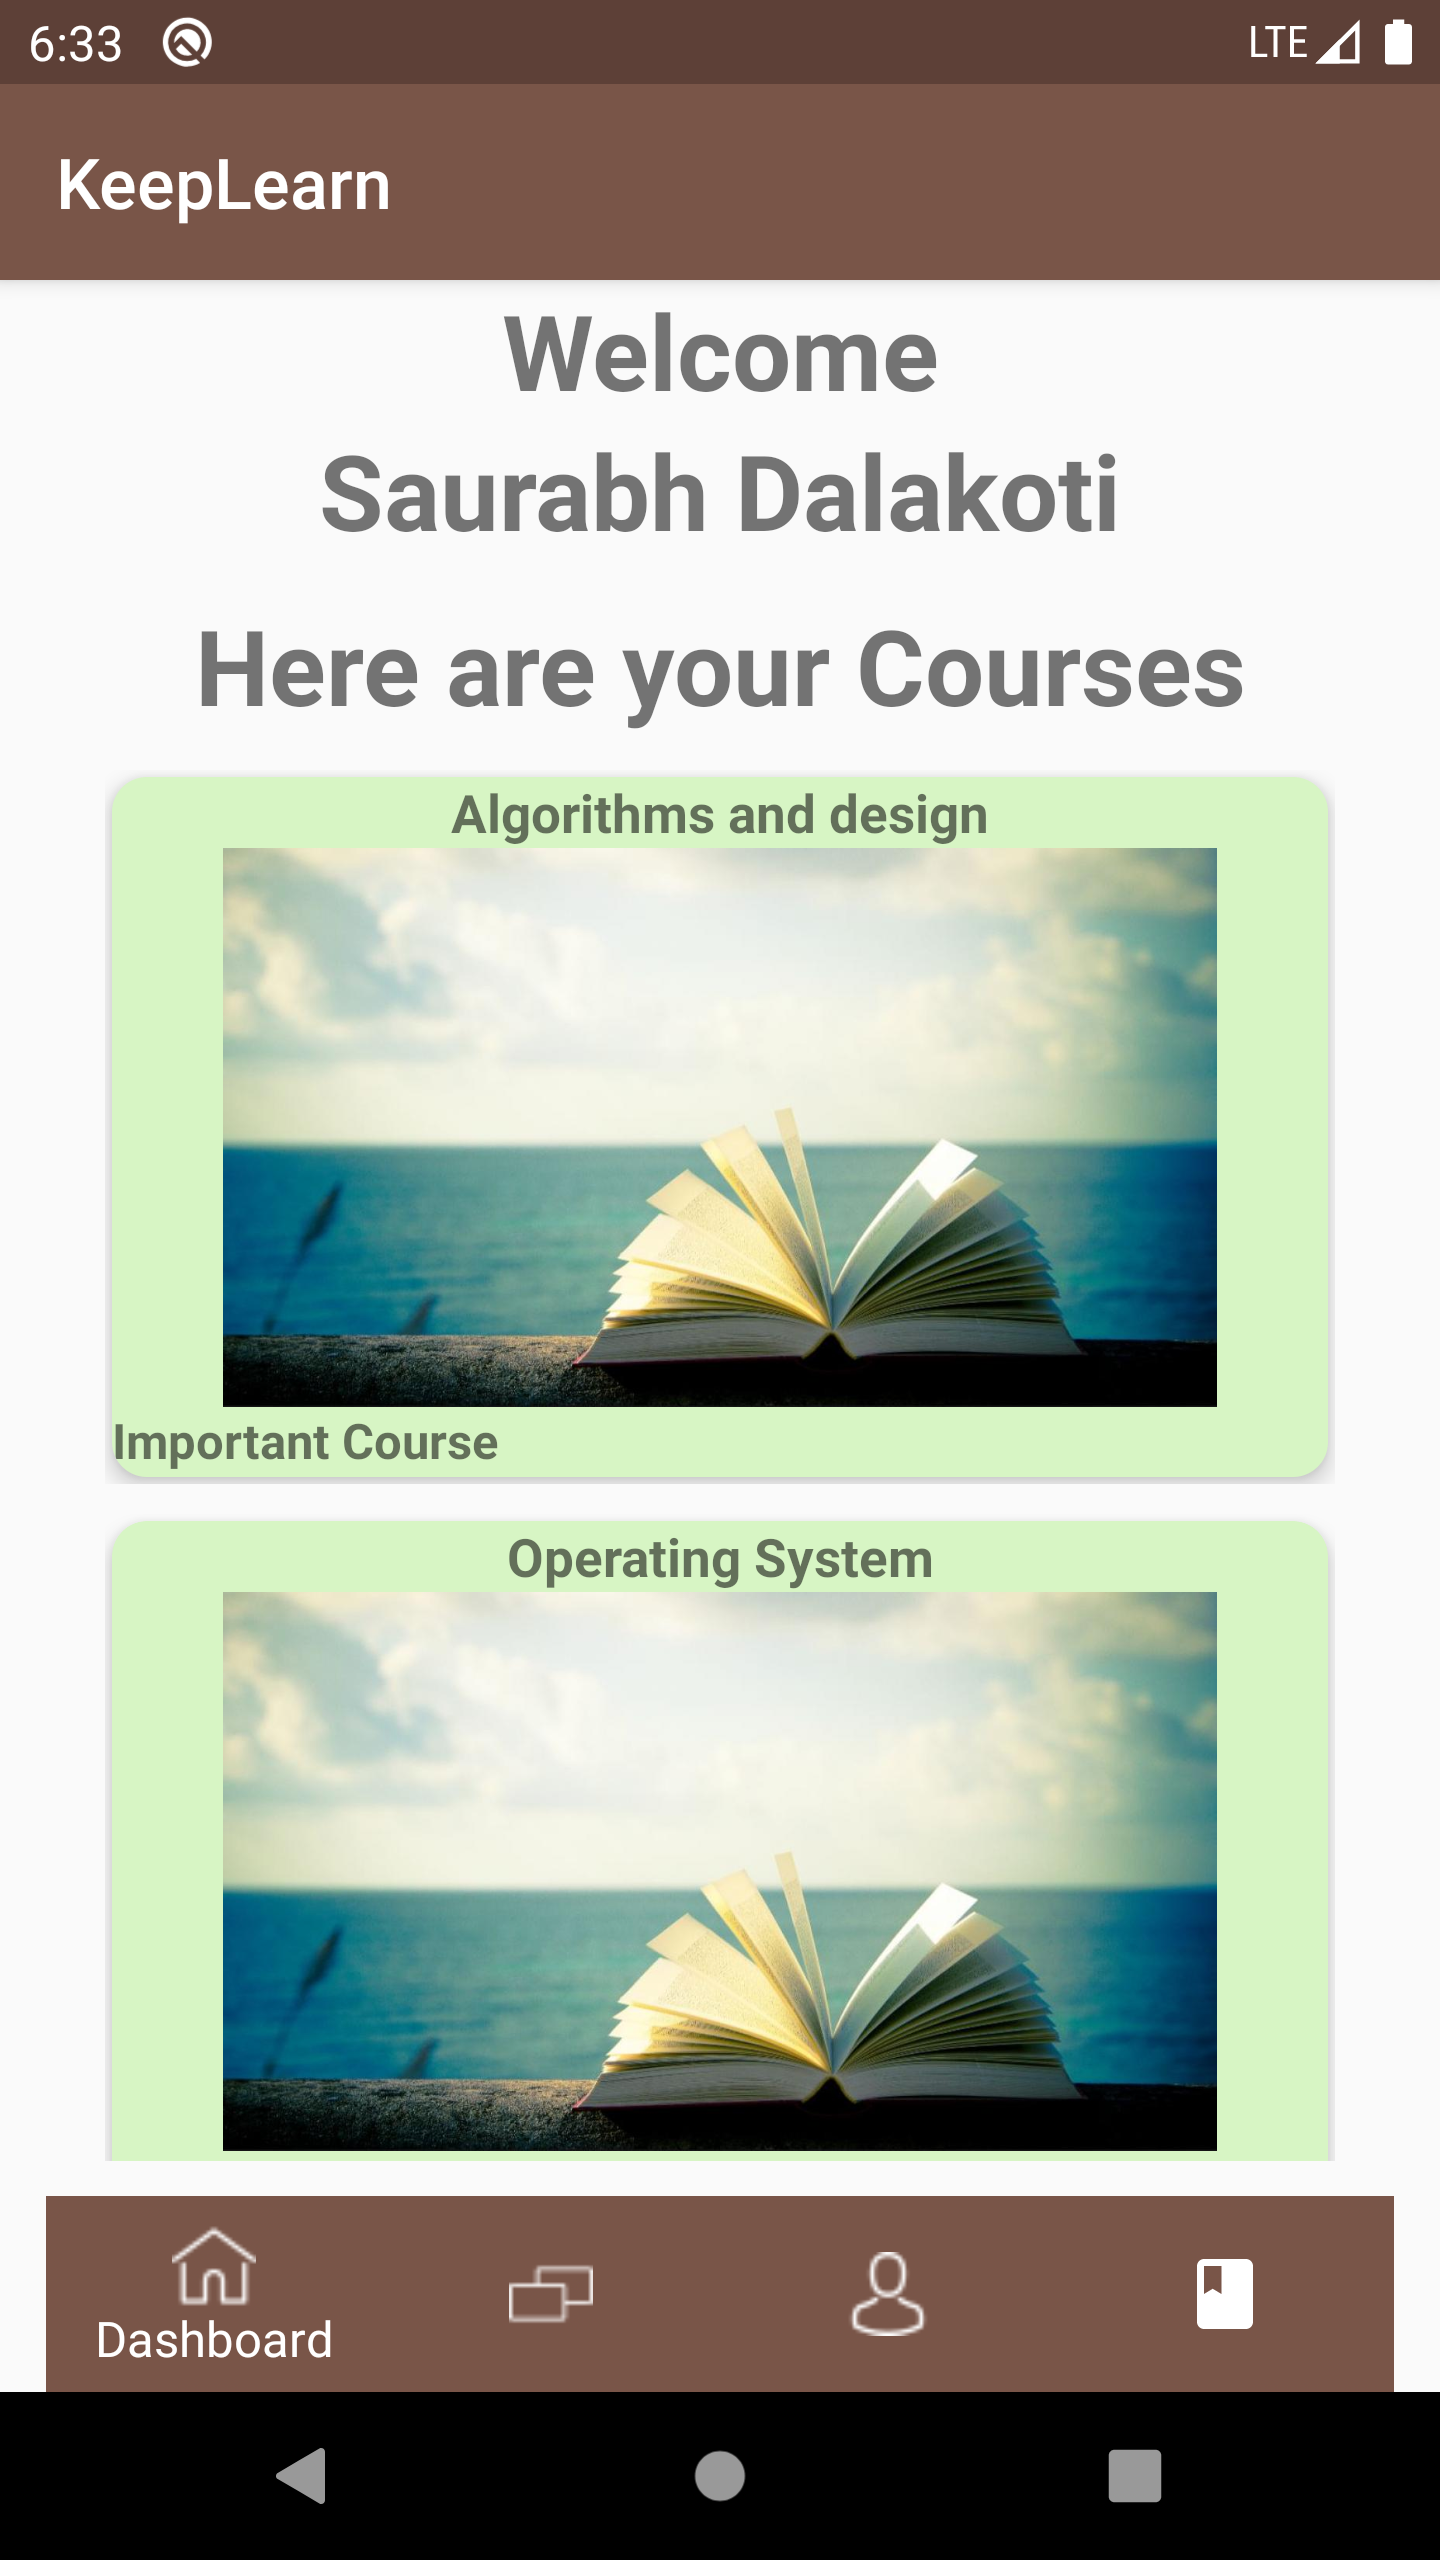 6:33
LTE
KeepLearn
Welcome
Saurabh Dalakoti
Here are your Courses
Algorithms and design
Important Course
Operating System
Dashboard